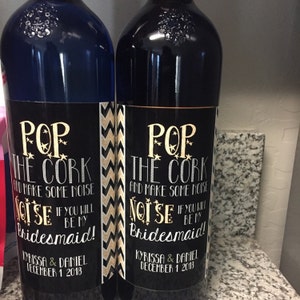 POP
THE CORK
AND MAKE SOME NOISE
NOISE IF YOU WILL BE MY
Bridesmaid!
KYRISSA & DANIEL
DECEMBER 1 2018
POP
THE CORK
AND MAKE SOME NOISE
NOISE IF YOU WILL BE MY
Bridesmaid!
KYRISSA & DANIEL
DECEMBER 1 2018